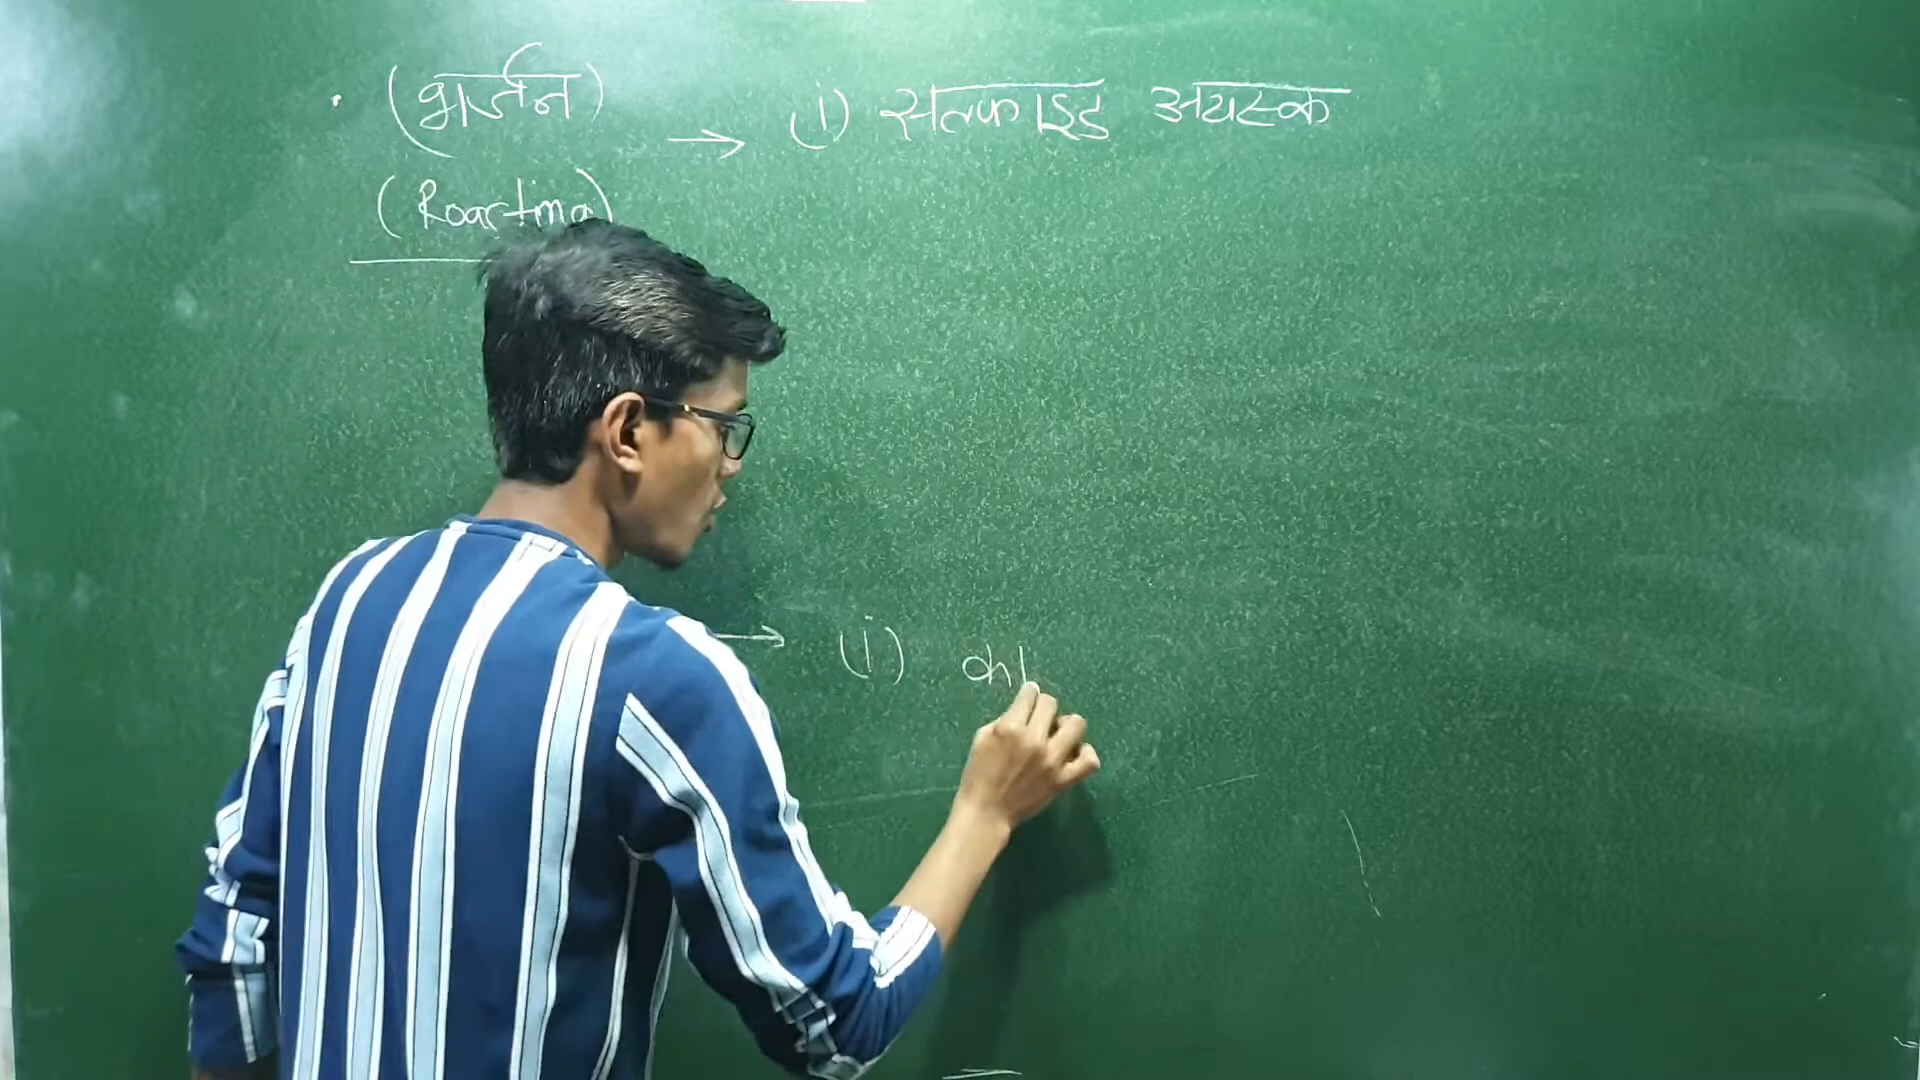 (भर्जन) → (i) सल्फाइड अयस्क
(Roasting)
→ (i) का